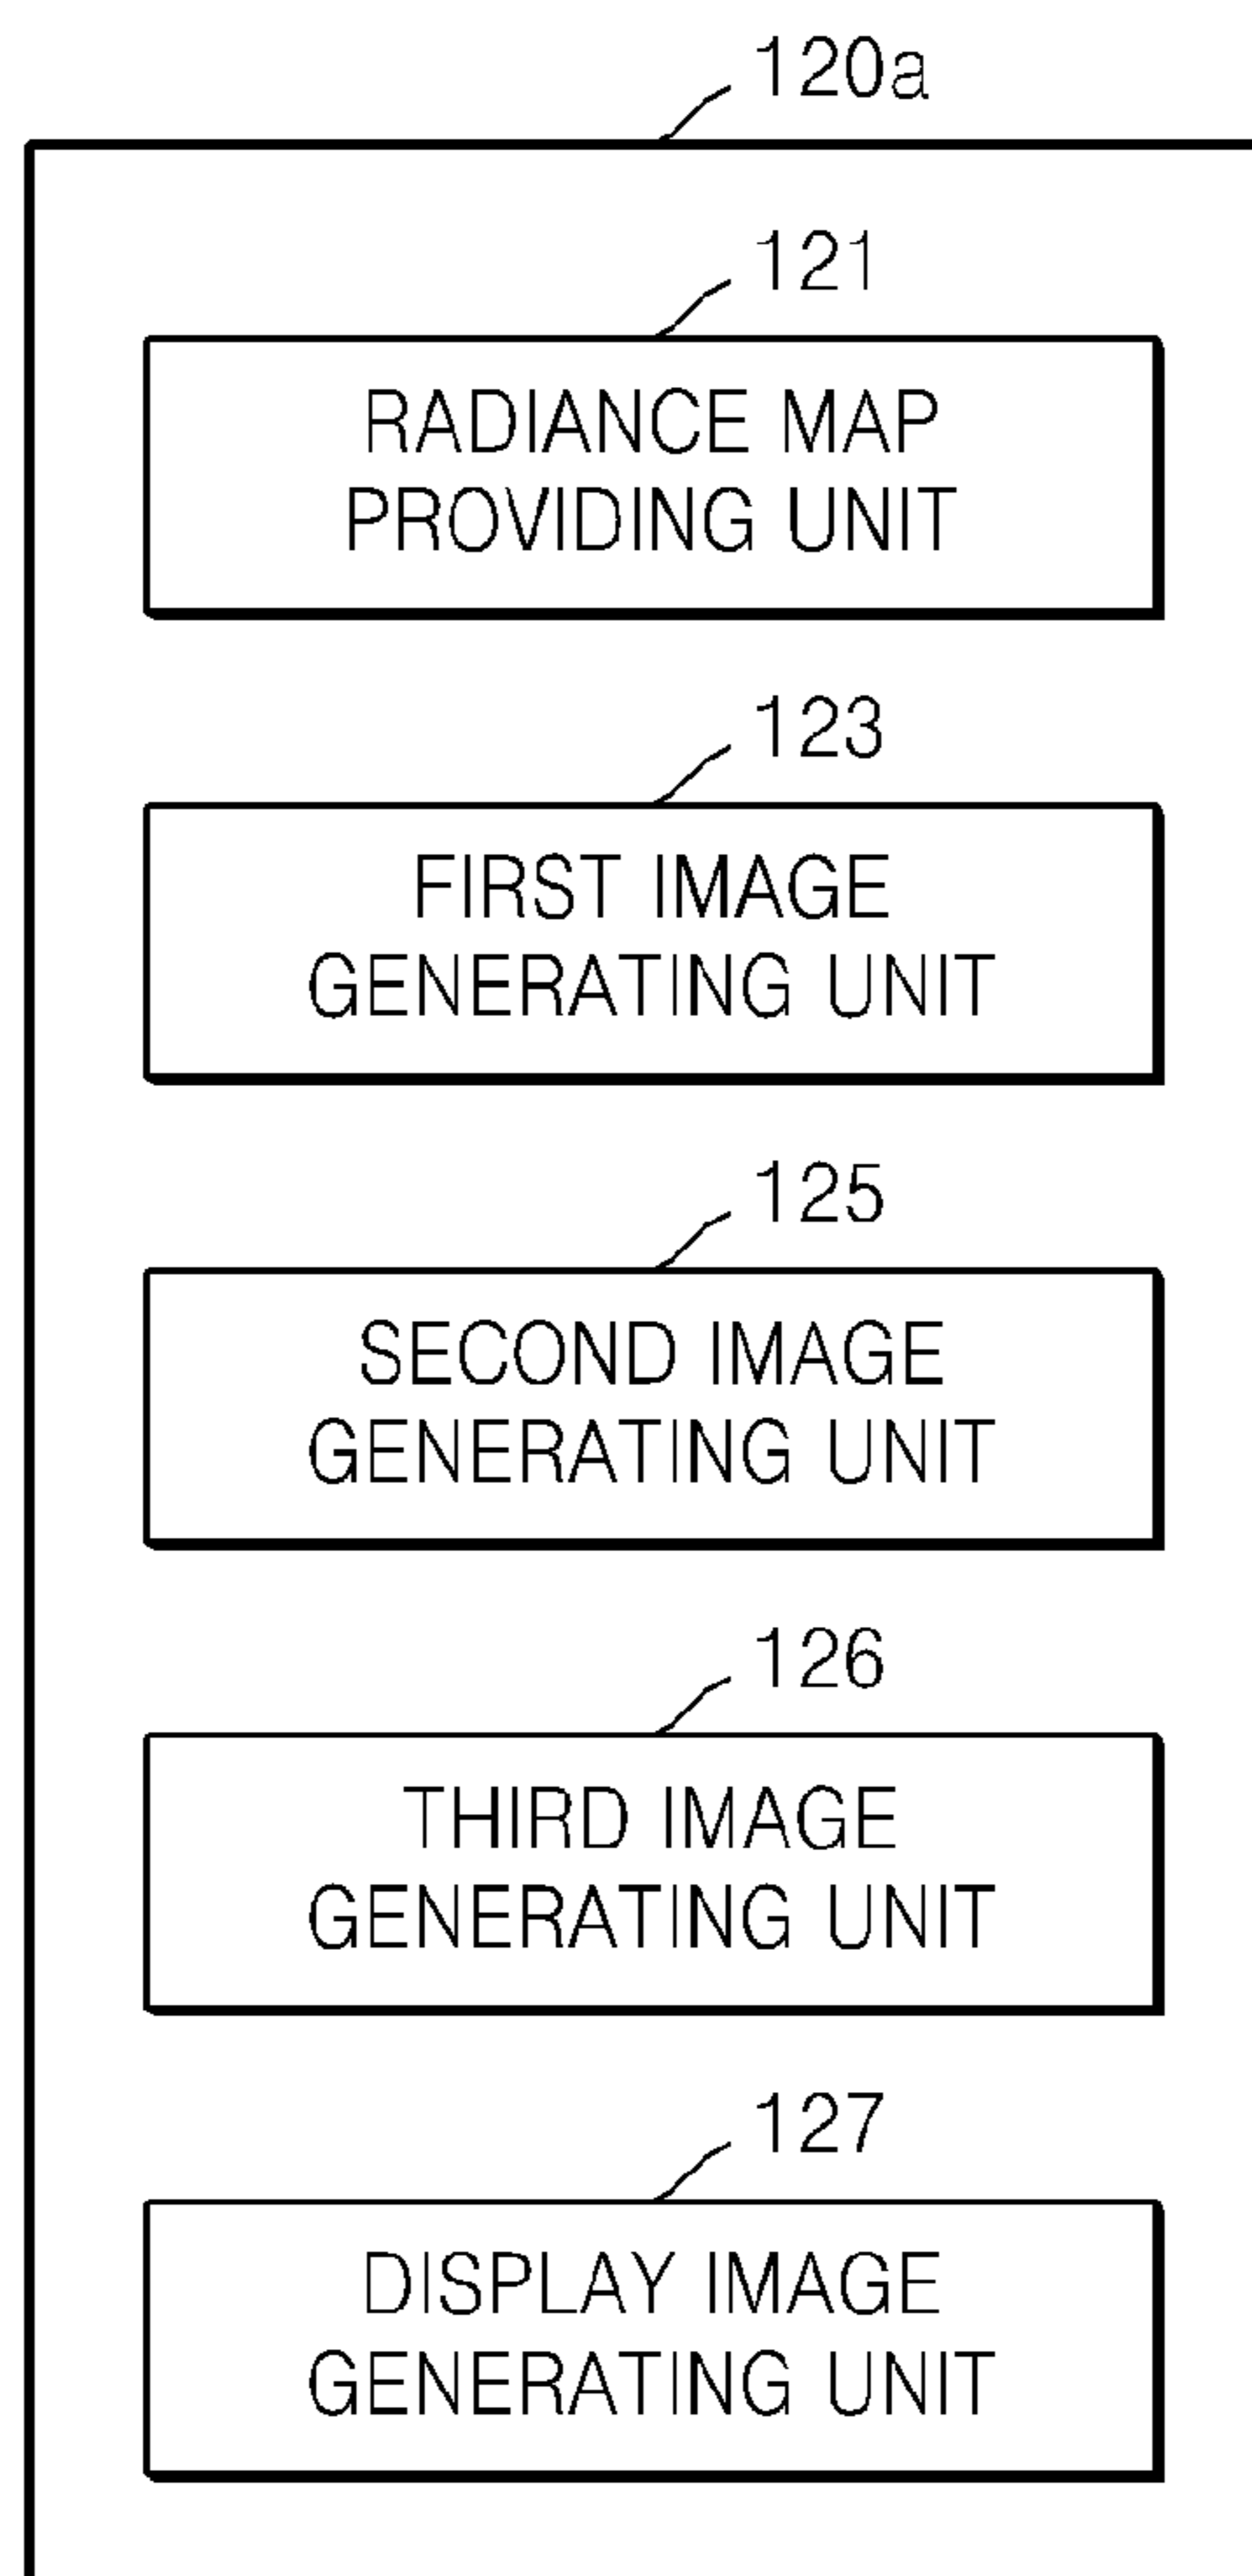 120a
121
RADIANCE MAP
PROVIDING UNIT
123
FIRST IMAGE
GENERATING UNIT
125
SECOND IMAGE
GENERATING UNIT
126
THIRD IMAGE
GENERATING UNIT
127
DISPLAY IMAGE
GENERATING UNIT